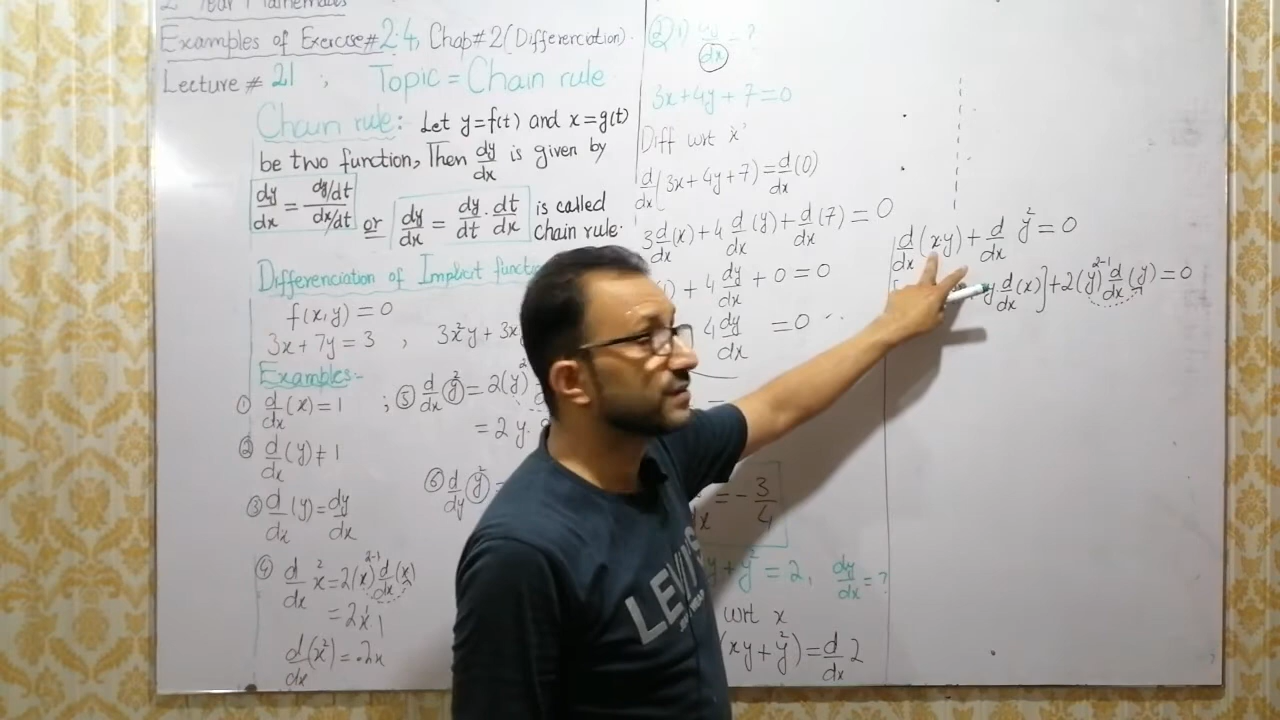 2 Year Mathematics
Examples of Exercise# 2.4, Chap#2 (Differenciation).
Lecture # 21 ; Topic = Chain rule
Chain rule: Let y=f(t) and x=g(t)
be two function, Then dy/dx is given by
dy/dx = (dy/dt)/(dx/dt) or dy/dx = dy/dt . dt/dx is called
chain rule.
Differenciation of Implicit func
f(x,y) = 0
3x+7y=3 , 3x²y + 3x
Examples:-
① d/dx (x) = 1
② d/dx (y) ≠ 1
③ d/dx (y) = dy/dx
④ d/dx x² = 2(x)²⁻¹ d/dx (x)
= 2x¹.1
d/dx (x²) = 2x
; ⑤ d/dx (y)² = 2(y)²
= 2y.
⑥ d/dy y²
② 1) dy/dx = ?
3x+4y+7=0
Diff wrt 'x'
d/dx (3x+4y+7) = d/dx (0)
3 d/dx (x) + 4 d/dx (y) + d/dx (7) = 0
) + 4 dy/dx + 0 = 0
4 dy/dx = 0
= - 3/4
y + y² = 2, dy/dx = ?
wrt x
(xy+y²) = d/dx 2
d/dx (xy) + d/dx y² = 0
y. d/dx (x)] + 2(y)²⁻¹ d/dx (y) = 0
LEVI'S